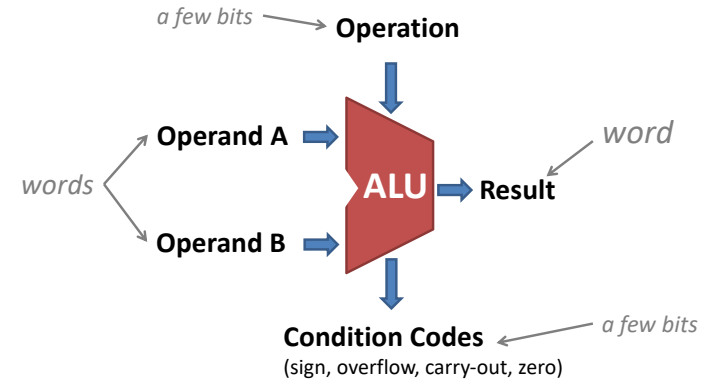 a few bits
Operation
Operand A
word
words
ALU
Result
Operand B
Condition Codes
a few bits
(sign, overflow, carry-out, zero)